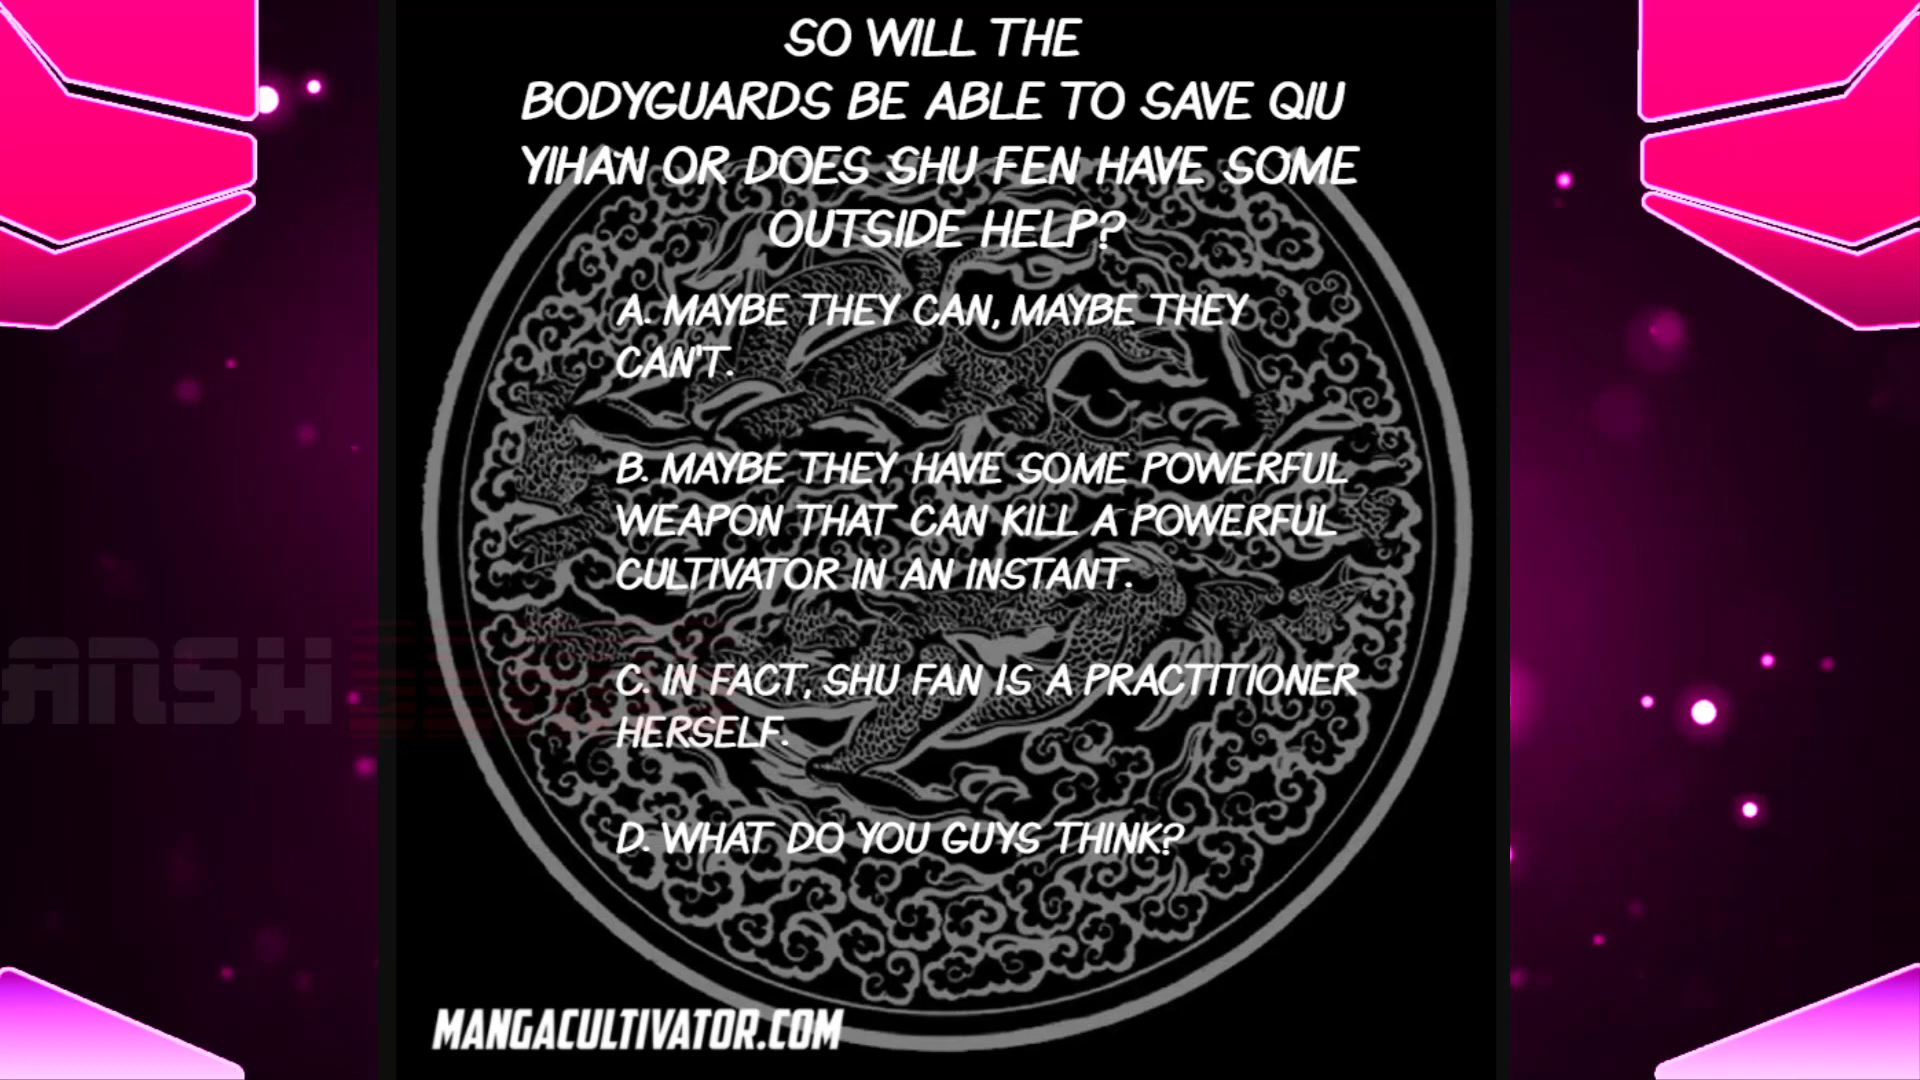 SO WILL THE
BODYGUARDS BE ABLE TO SAVE QIU
YIHAN OR DOES SHU FEN HAVE SOME
OUTSIDE HELP?
A. MAYBE THEY CAN, MAYBE THEY
CAN'T.
B. MAYBE THEY HAVE SOME POWERFUL
WEAPON THAT CAN KILL A POWERFUL
CULTIVATOR IN AN INSTANT.
C. IN FACT, SHU FAN IS A PRACTITIONER
HERSELF.
D. WHAT DO YOU GUYS THINK?
ANSH
MANGACULTIVATOR.COM